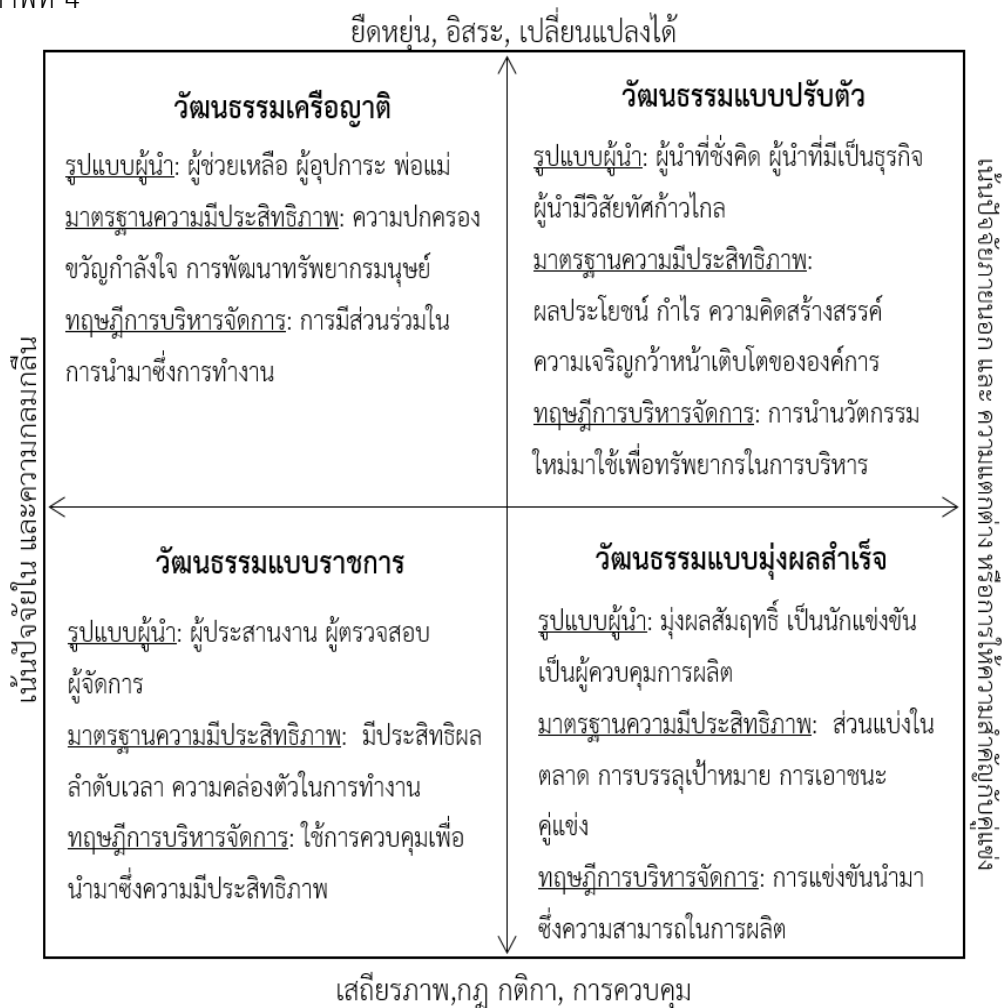 ยืดหยุ่น, อิสระ, เปลี่ยนแปลงได้
วัฒนธรรมเครือญาติ
รูปแบบผู้นำ: ผู้ช่วยเหลือ ผู้อุปการะ พ่อแม่
มาตรฐานความมีประสิทธิภาพ: ความปกครอง
ขวัญกำลังใจ การพัฒนาทรัพยากรมนุษย์
ทฤษฎีการบริหารจัดการ: การมีส่วนร่วมใน
การนำมาซึ่งการทำงาน
วัฒนธรรมแบบปรับตัว
รูปแบบผู้นำ: ผู้นำที่ชั่งคิด ผู้นำที่มีเป็นธุรกิจ
ผู้นำมีวิสัยทัศก้าวไกล
มาตรฐานความมีประสิทธิภาพ:
ผลประโยชน์ กำไร ความคิดสร้างสรรค์
ความเจริญกว้าหน้าเติบโตขององค์การ
ทฤษฎีการบริหารจัดการ: การนำนวัตกรรม
ใหม่มาใช้เพื่อทรัพยากรในการบริหาร
เน้นปัจจัยใน และความกลมกลืน
เน้นปัจจัยภายนอก และ ความแตกต่าง หรือการให้ความสำคัญกับคู่แข่ง
วัฒนธรรมแบบราชการ
รูปแบบผู้นำ: ผู้ประสานงาน ผู้ตรวจสอบ
ผู้จัดการ
มาตรฐานความมีประสิทธิภาพ: มีประสิทธิผล
ลำดับเวลา ความคล่องตัวในการทำงาน
ทฤษฎีการบริหารจัดการ: ใช้การควบคุมเพื่อ
นำมาซึ่งความมีประสิทธิภาพ
วัฒนธรรมแบบมุ่งผลสำเร็จ
รูปแบบผู้นำ: มุ่งผลสัมฤทธิ์ เป็นนักแข่งขัน
เป็นผู้ควบคุมการผลิต
มาตรฐานความมีประสิทธิภาพ: ส่วนแบ่งใน
ตลาด การบรรลุเป้าหมาย การเอาชนะ
คู่แข่ง
ทฤษฎีการบริหารจัดการ: การแข่งขันนำมา
ซึ่งความสามารถในการผลิต
เสถียรภาพ,กฎ กติกา, การควบคุม